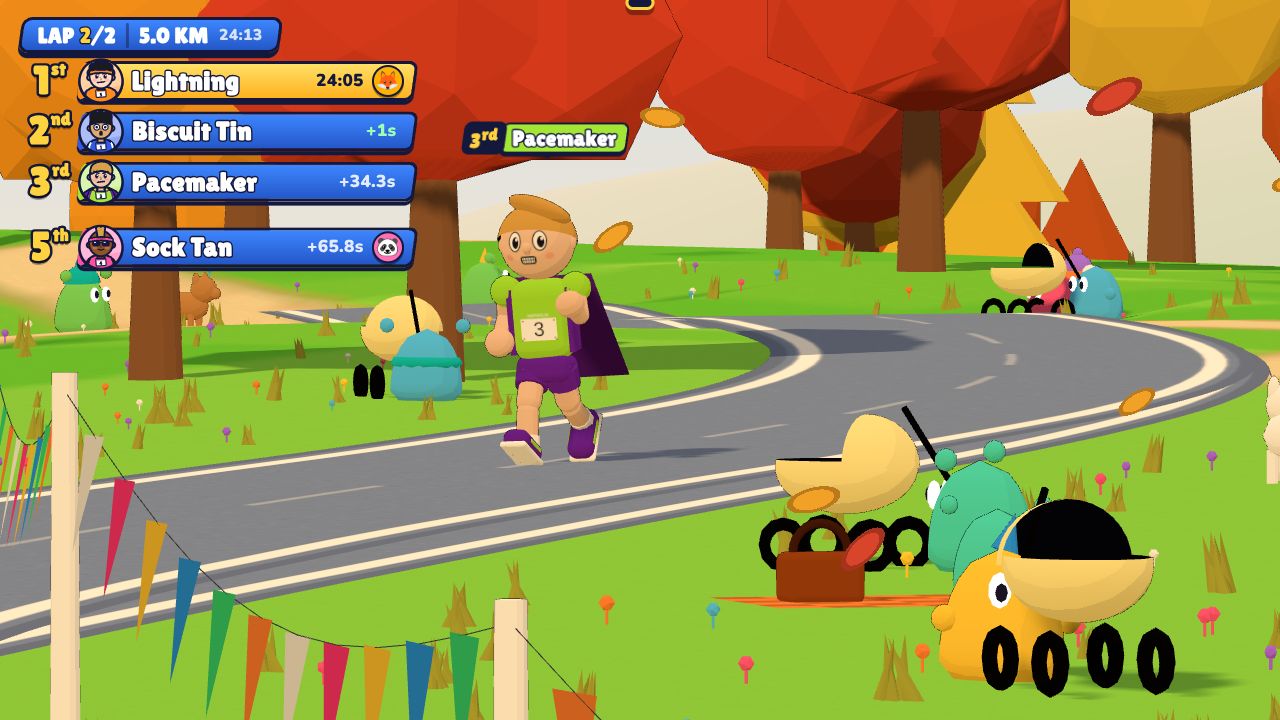 LAP 2/2 5.0 KM 24:13
1st Lightning 24:05
2nd Biscuit Tin +1s
3rd Pacemaker +34.3s
5th Sock Tan +65.8s
3rd Pacemaker
3